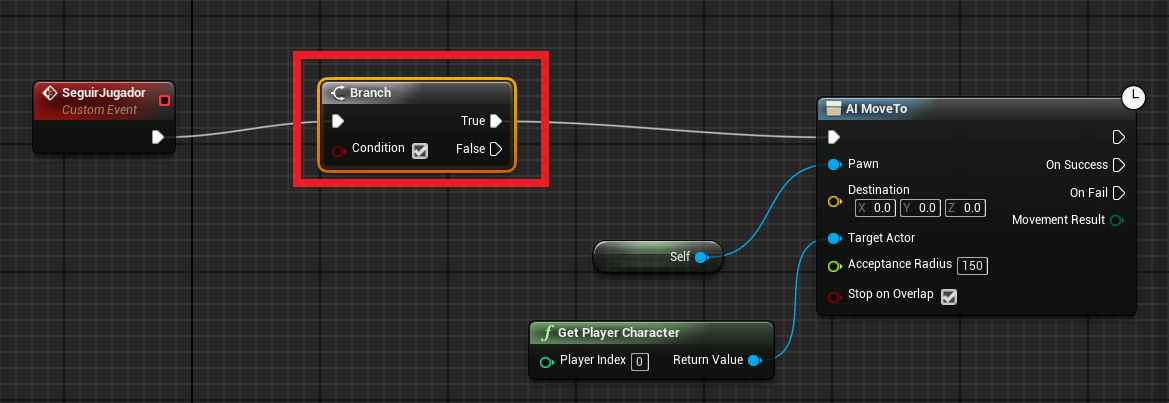 SeguirJugador
Custom Event
Branch
True
Condition
False
AI MoveTo
Pawn
On Success
Destination
X 0.0 Y 0.0 Z 0.0
On Fail
Movement Result
Target Actor
Acceptance Radius 150
Stop on Overlap
Self
f Get Player Character
Player Index 0
Return Value